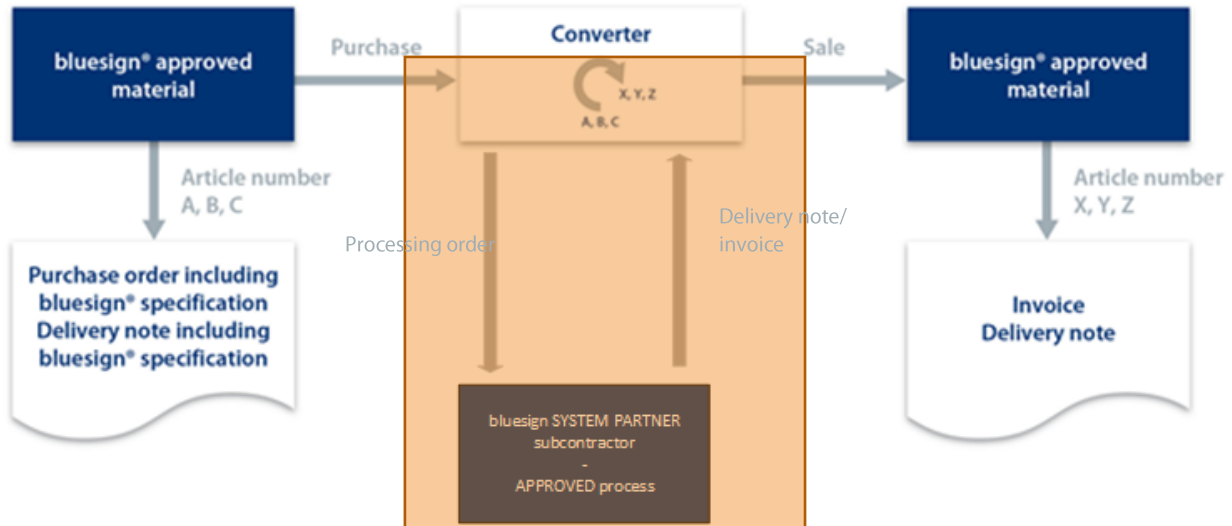 bluesign® approved
material
Purchase
Converter
X, Y, Z
A, B, C
Sale
bluesign® approved
material
Article number
A, B, C
Processing order
Delivery note/
invoice
Article number
X, Y, Z
Purchase order including
bluesign® specification
Delivery note including
bluesign® specification
Invoice
Delivery note
bluesign SYSTEM PARTNER
subcontractor
-
APPROVED process